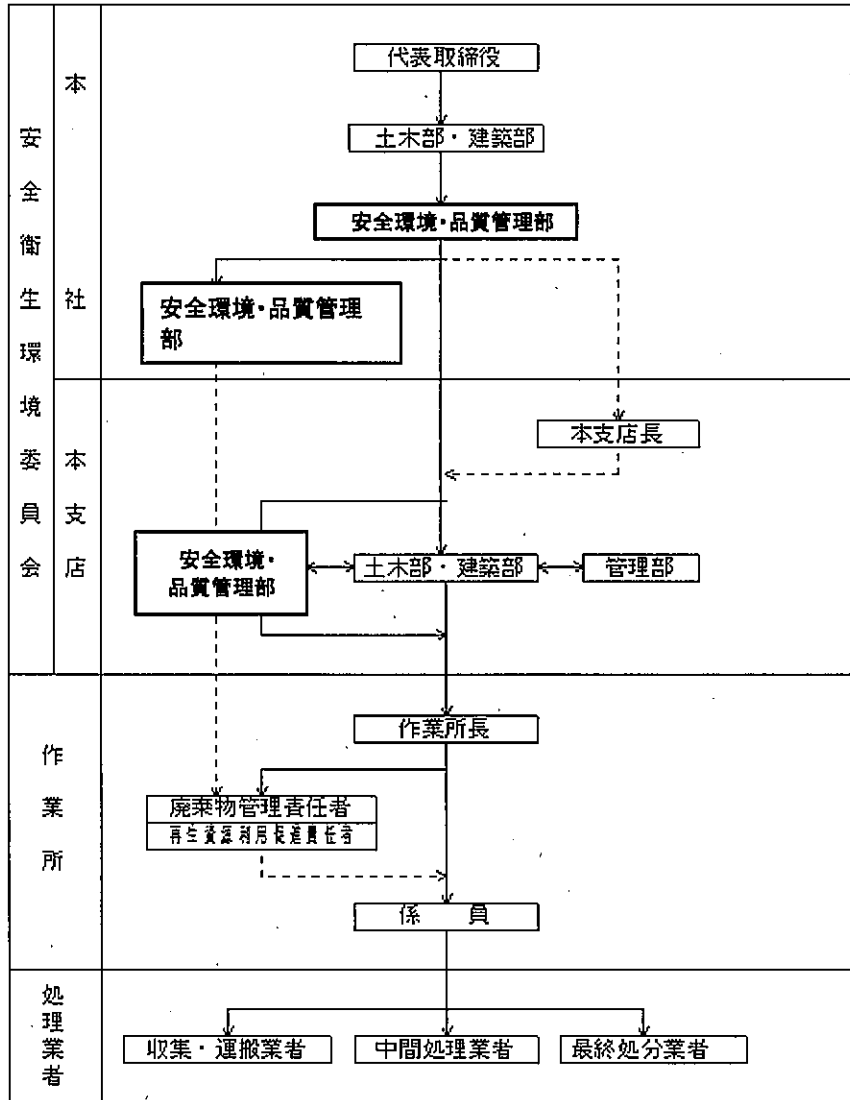 安全衛生環境委員会
本社
代表取締役
土木部・建築部
安全環境・品質管理部
安全環境・品質管理
部
本支店
本支店長
安全環境・
品質管理部
土木部・建築部
管理部
作業所
作業所長
廃棄物管理責任者
再生資源利用促進責任者
係　員
処理業者
収集・運搬業者
中間処理業者
最終処分業者